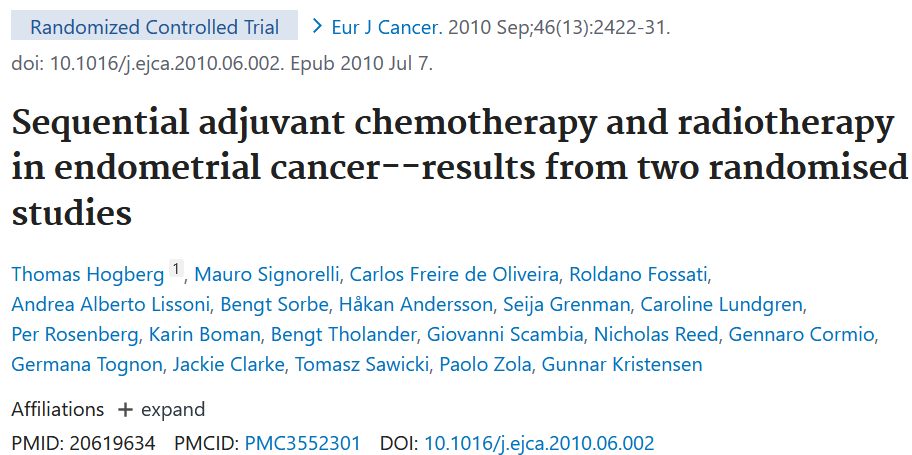 Randomized Controlled Trial > Eur J Cancer. 2010 Sep;46(13):2422-31.
doi: 10.1016/j.ejca.2010.06.002. Epub 2010 Jul 7.
Sequential adjuvant chemotherapy and radiotherapy
in endometrial cancer--results from two randomised
studies
Thomas Hogberg 1, Mauro Signorelli, Carlos Freire de Oliveira, Roldano Fossati,
Andrea Alberto Lissoni, Bengt Sorbe, Håkan Andersson, Seija Grenman, Caroline Lundgren,
Per Rosenberg, Karin Boman, Bengt Tholander, Giovanni Scambia, Nicholas Reed, Gennaro Cormio,
Germana Tognon, Jackie Clarke, Tomasz Sawicki, Paolo Zola, Gunnar Kristensen
Affiliations + expand
PMID: 20619634 PMCID: PMC3552301 DOI: 10.1016/j.ejca.2010.06.002